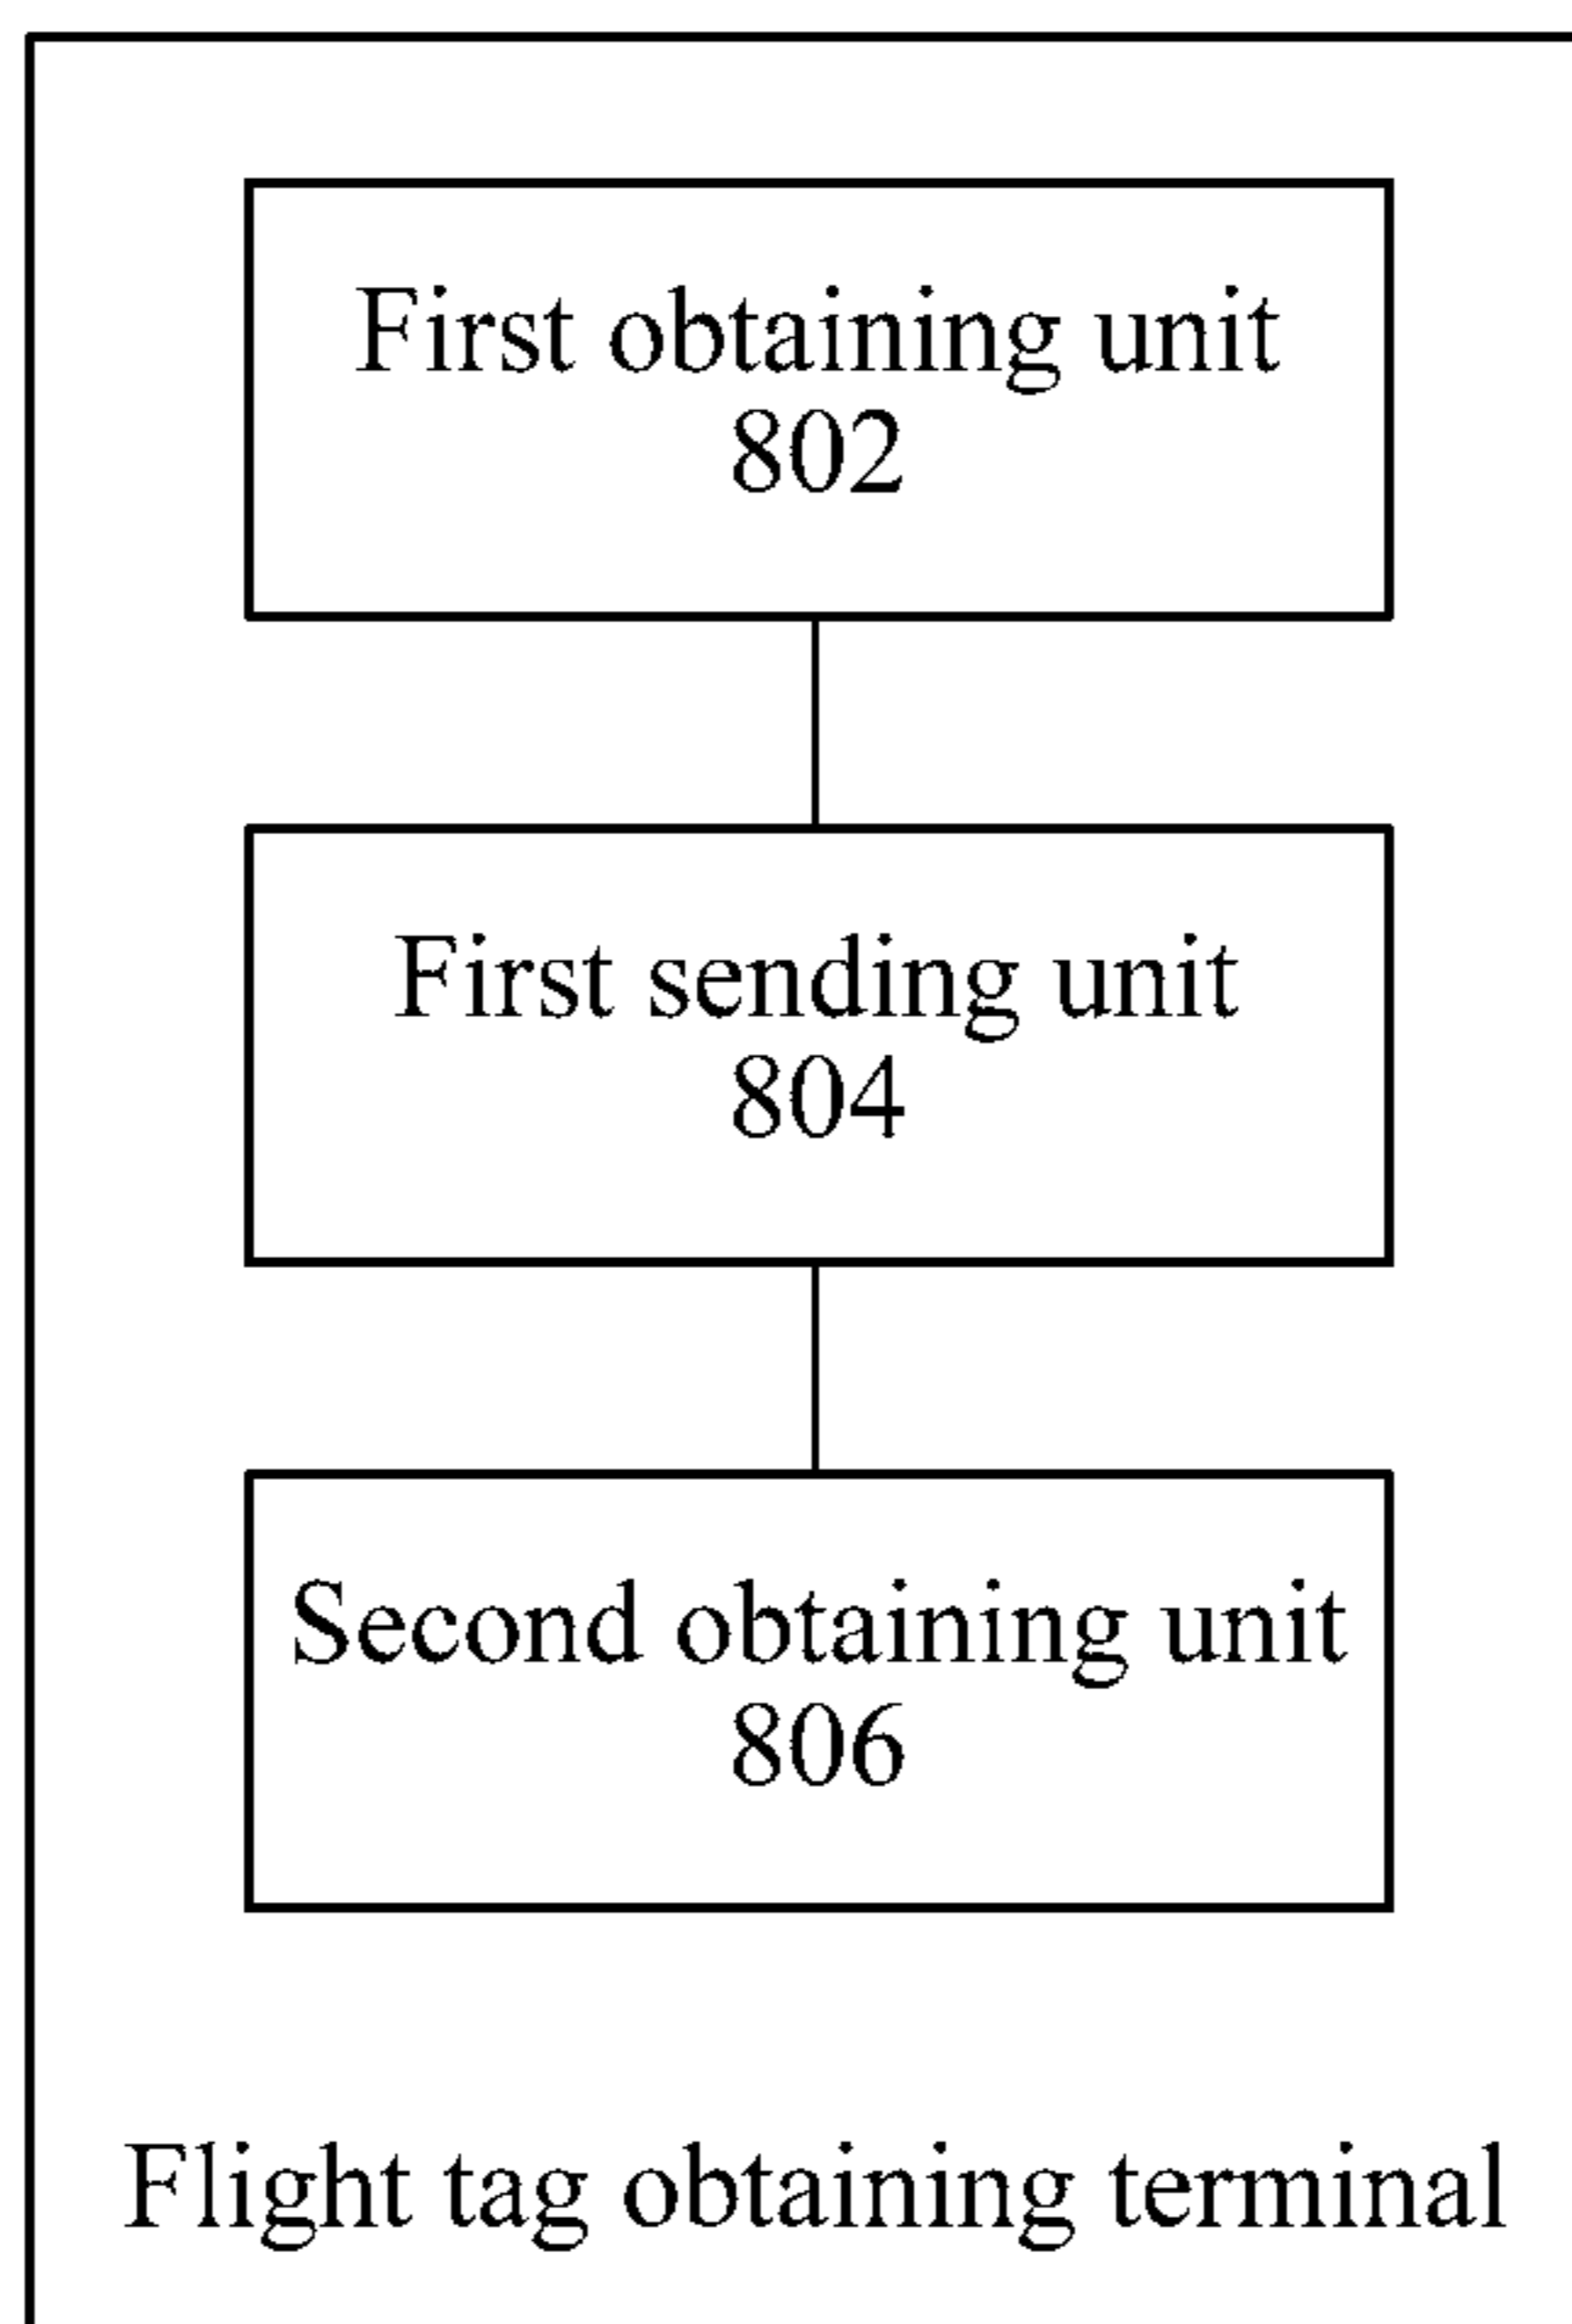 First obtaining unit
802
First sending unit
804
Second obtaining unit
806
Flight tag obtaining terminal